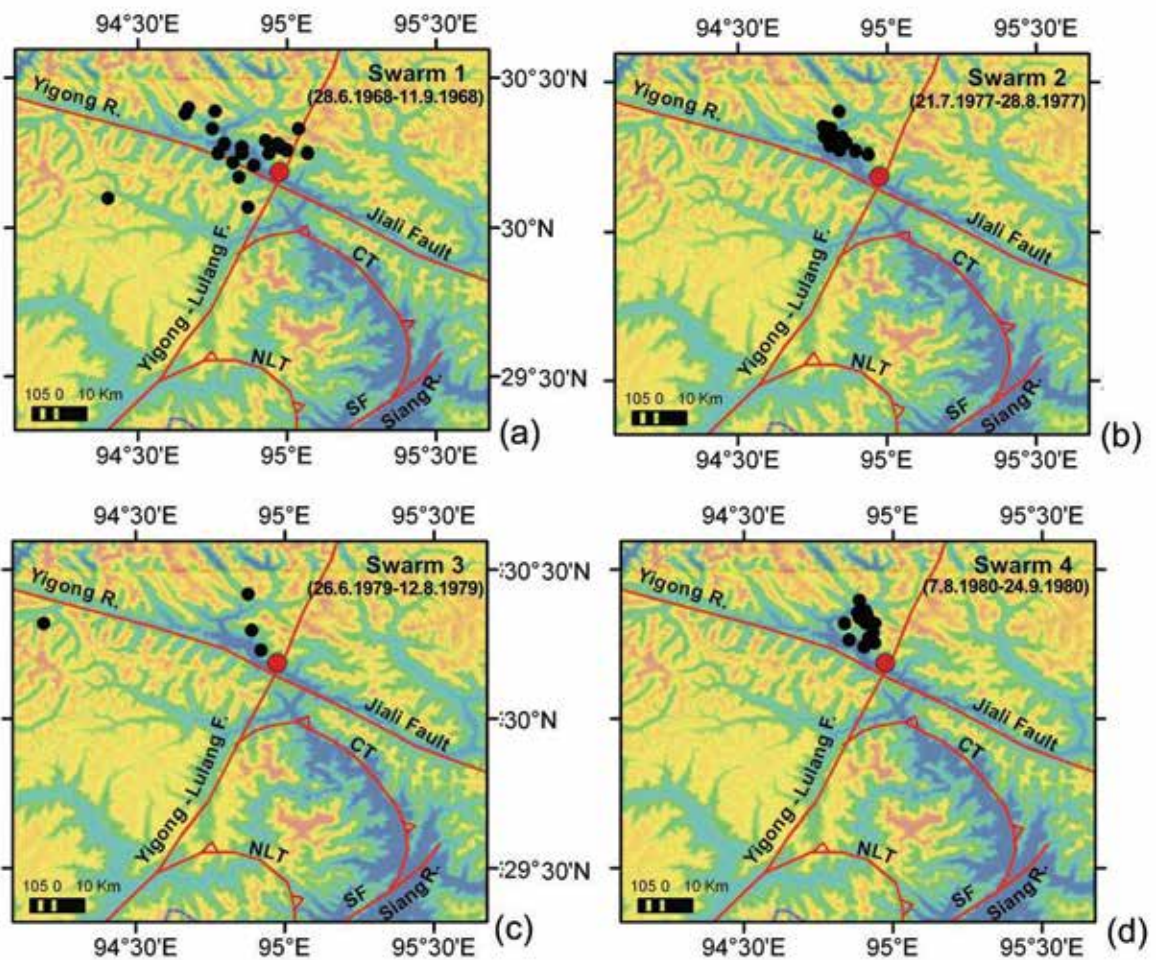 94°30'E 95°E 95°30'E
Swarm 1
(28.6.1968-11.9.1968)
30°30'N
Yigong R.
Jiali Fault
30°N
CT
Yigong - Lulang F.
NLT
29°30'N
SF
Siang R.
105 0 10 Km
(a)
94°30'E 95°E 95°30'E
94°30'E 95°E 95°30'E
Swarm 2
(21.7.1977-28.8.1977)
Yigong R.
Jiali Fault
CT
Yigong - Lulang F.
NLT
SF
Siang R.
105 0 10 Km
(b)
94°30'E 95°E 95°30'E
94°30'E 95°E 95°30'E
Swarm 3
(26.6.1979-12.8.1979)
30°30'N
Yigong R.
Jiali Fault
30°N
CT
Yigong - Lulang F.
NLT
29°30'N
SF
Siang R.
105 0 10 Km
(c)
94°30'E 95°E 95°30'E
94°30'E 95°E 95°30'E
Swarm 4
(7.8.1980-24.9.1980)
Yigong R.
Jiali Fault
CT
Yigong - Lulang F.
NLT
SF
Siang R.
105 0 10 Km
(d)
94°30'E 95°E 95°30'E